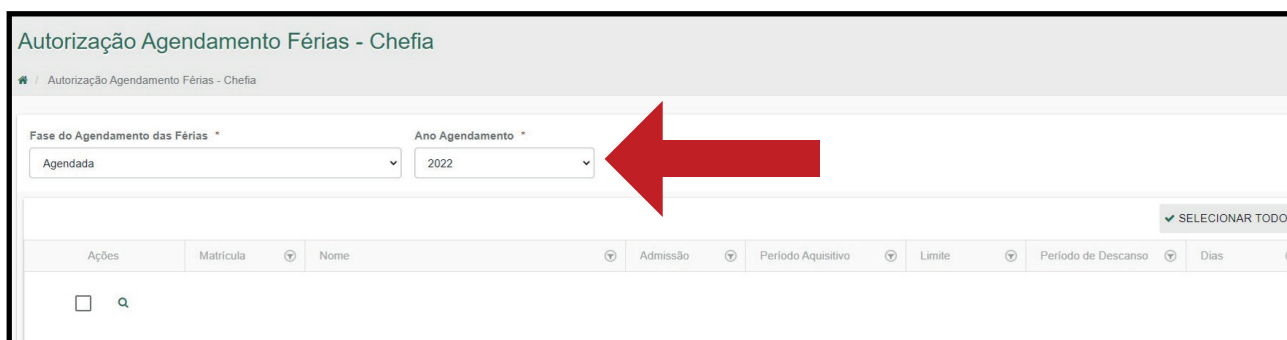 Autorização Agendamento Férias - Chefia
/ Autorização Agendamento Férias - Chefia
Fase do Agendamento das Férias * Ano Agendamento *
Agendada 2022
SELECIONAR TODO
Ações Matrícula Nome Admissão Período Aquisitivo Limite Período de Descanso Dias